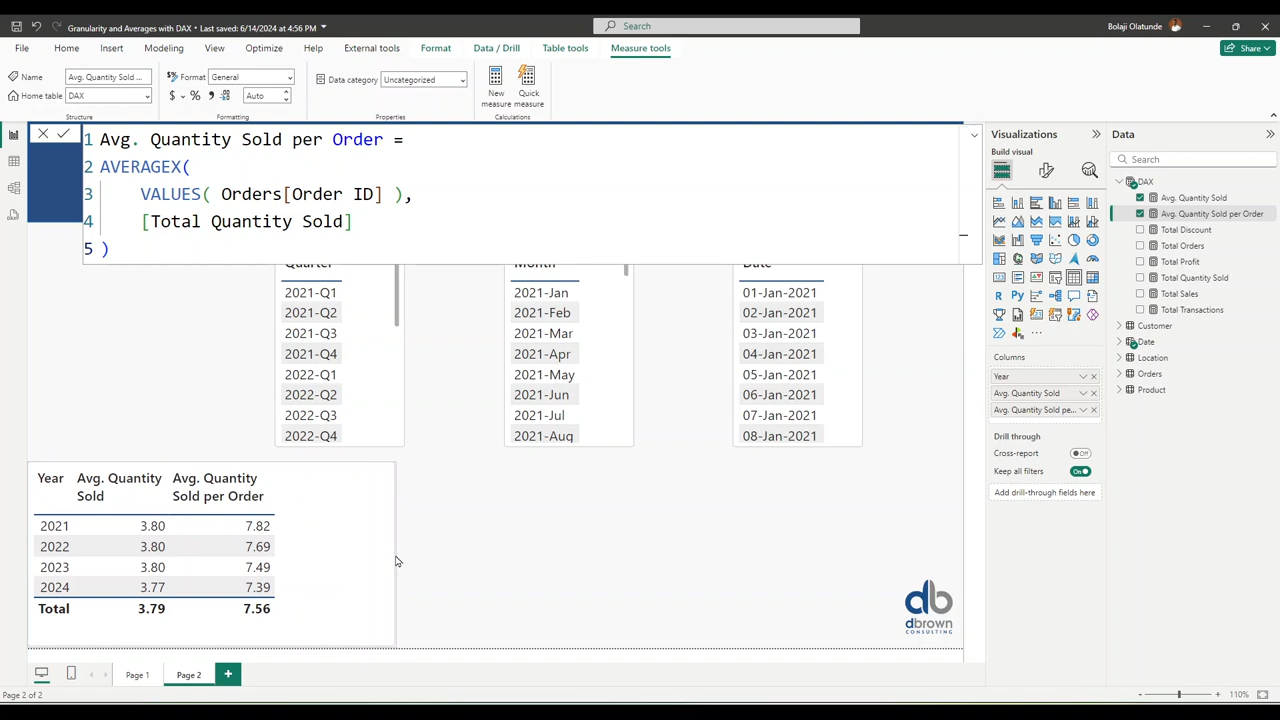 Granularity and Averages with DAX • Last saved: 6/14/2024 at 4:56 PM
Search
Bolaji Olatunde
File
Home
Insert
Modeling
View
Optimize
Help
External tools
Format
Data / Drill
Table tools
Measure tools
Share
Name
Avg. Quantity Sold ...
Home table
DAX
Structure
Format
General
$
%
Auto
Formatting
Data category
Uncategorized
Properties
New measure
Quick measure
Calculations
1 Avg. Quantity Sold per Order =
2 AVERAGEX(
3 VALUES( Orders[Order ID] ),
4 [Total Quantity Sold]
5 )
Quarter
2021-Q1
2021-Q2
2021-Q3
2021-Q4
2022-Q1
2022-Q2
2022-Q3
2022-Q4
Month
2021-Jan
2021-Feb
2021-Mar
2021-Apr
2021-May
2021-Jun
2021-Jul
2021-Aug
Date
01-Jan-2021
02-Jan-2021
03-Jan-2021
04-Jan-2021
05-Jan-2021
06-Jan-2021
07-Jan-2021
08-Jan-2021
Year Avg. Quantity Sold Avg. Quantity Sold per Order
2021 3.80 7.82
2022 3.80 7.69
2023 3.80 7.49
2024 3.77 7.39
Total 3.79 7.56
db
dbrown
CONSULTING
Visualizations
Build visual
R
Py
...
Columns
Year
Avg. Quantity Sold
Avg. Quantity Sold pe...
Drill through
Cross-report
Off
Keep all filters
On
Add drill-through fields here
Data
Search
DAX
Avg. Quantity Sold
Avg. Quantity Sold per Order
Total Discount
Total Orders
Total Profit
Total Quantity Sold
Total Sales
Total Transactions
Customer
Date
Location
Orders
Product
Page 1
Page 2
Page 2 of 2
110%